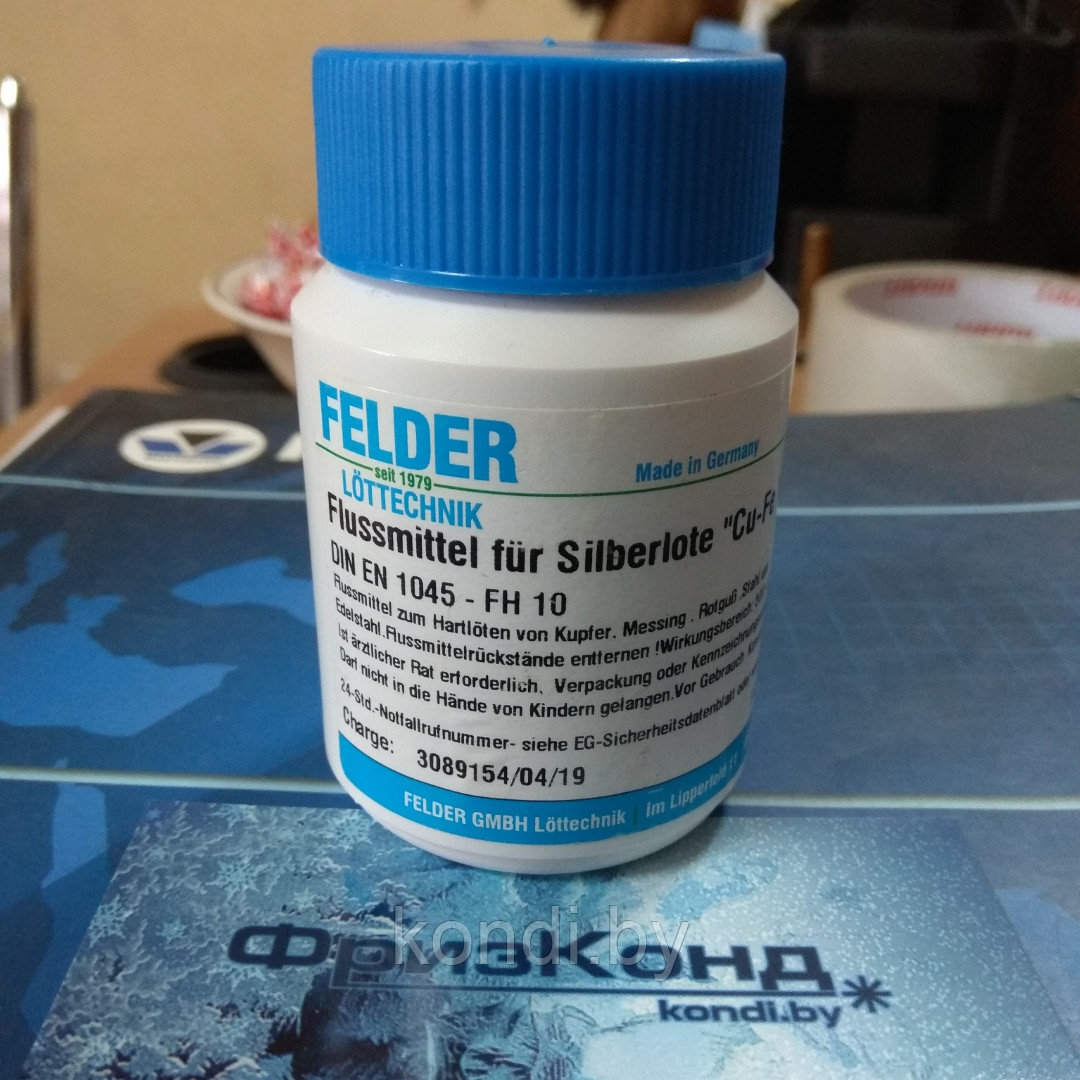 FELDER
seit 1979
LÖTTECHNIK
Made in Germany
Flussmittel für Silberlote "Cu-Fe
DIN EN 1045 - FH 10
Flussmittel zum Hartlöten von Kupfer. Messing . Rotguß .Stahl
Edelstahl.Flussmittelrückstände entfernen !Wirkungsbereich:
Ist ärztlicher Rat erforderlich, Verpackung oder Kennzeichnung
Darf nicht in die Hände von Kindern gelangen.Vor Gebrauch
24-Std.-Notfallrufnummer- siehe EG-Sicherheitsdatenblatt oder
Charge: 3089154/04/19
FELDER GMBH Löttechnik | Im Lipperfeld 11
kondi.by
ФризКонд
kondi.by